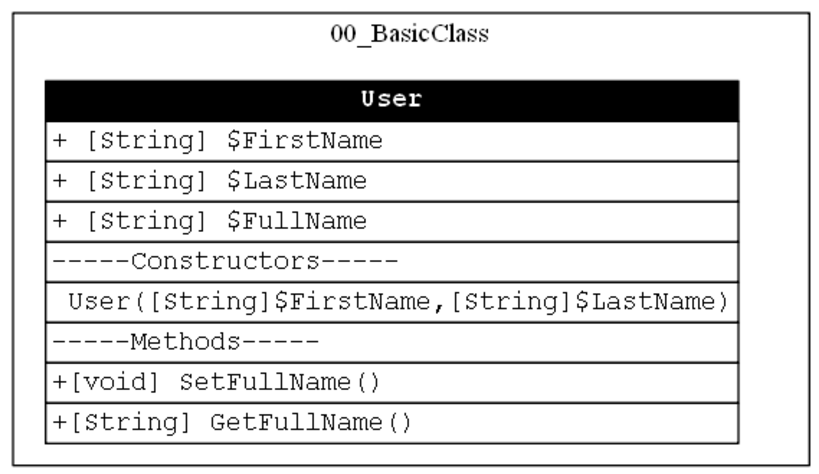 00_BasicClass
User
+ [String] $FirstName
+ [String] $LastName
+ [String] $FullName
-----Constructors-----
User([String]$FirstName,[String]$LastName)
-----Methods-----
+[void] SetFullName()
+[String] GetFullName()